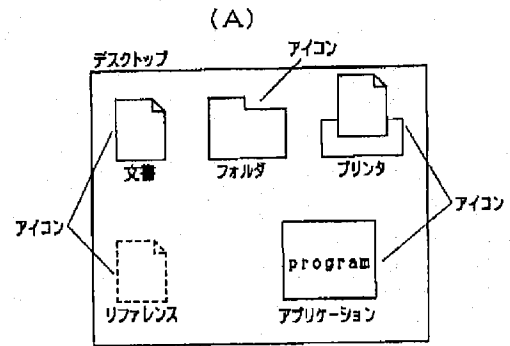 (A)
アイコン
デスクトップ
文書
フォルダ
プリンタ
アイコン
アイコン
program
リファレンス
アプリケーション